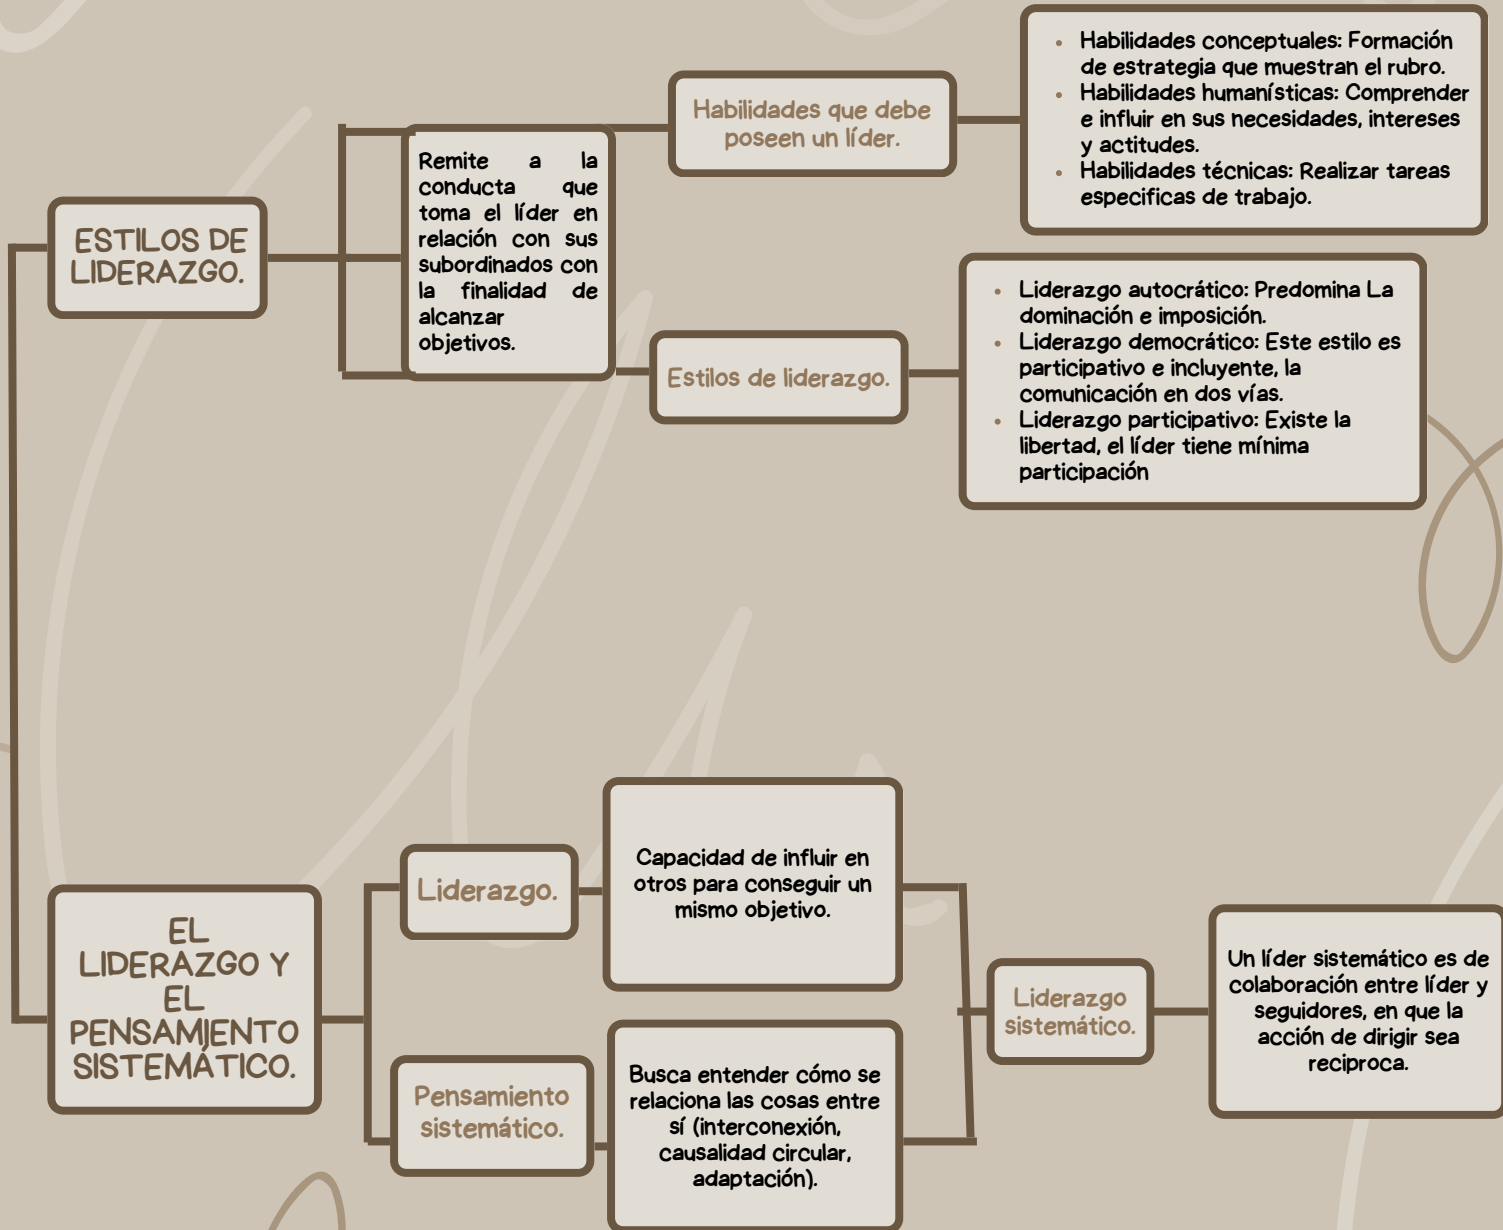 ESTILOS DE
LIDERAZGO.
Remite a la
conducta que
toma el líder en
relación con sus
subordinados con
la finalidad de
alcanzar
objetivos.
Habilidades que debe
poseen un líder.
• Habilidades conceptuales: Formación
de estrategia que muestran el rubro.
• Habilidades humanísticas: Comprender
e influir en sus necesidades, intereses
y actitudes.
• Habilidades técnicas: Realizar tareas
especificas de trabajo.
Estilos de liderazgo.
• Liderazgo autocrático: Predomina La
dominación e imposición.
• Liderazgo democrático: Este estilo es
participativo e incluyente, la
comunicación en dos vías.
• Liderazgo participativo: Existe la
libertad, el líder tiene mínima
participación
EL
LIDERAZGO Y
EL
PENSAMIENTO
SISTEMÁTICO.
Liderazgo.
Capacidad de influir en
otros para conseguir un
mismo objetivo.
Pensamiento
sistemático.
Busca entender cómo se
relaciona las cosas entre
sí (interconexión,
causalidad circular,
adaptación).
Liderazgo
sistemático.
Un líder sistemático es de
colaboración entre líder y
seguidores, en que la
acción de dirigir sea
reciproca.